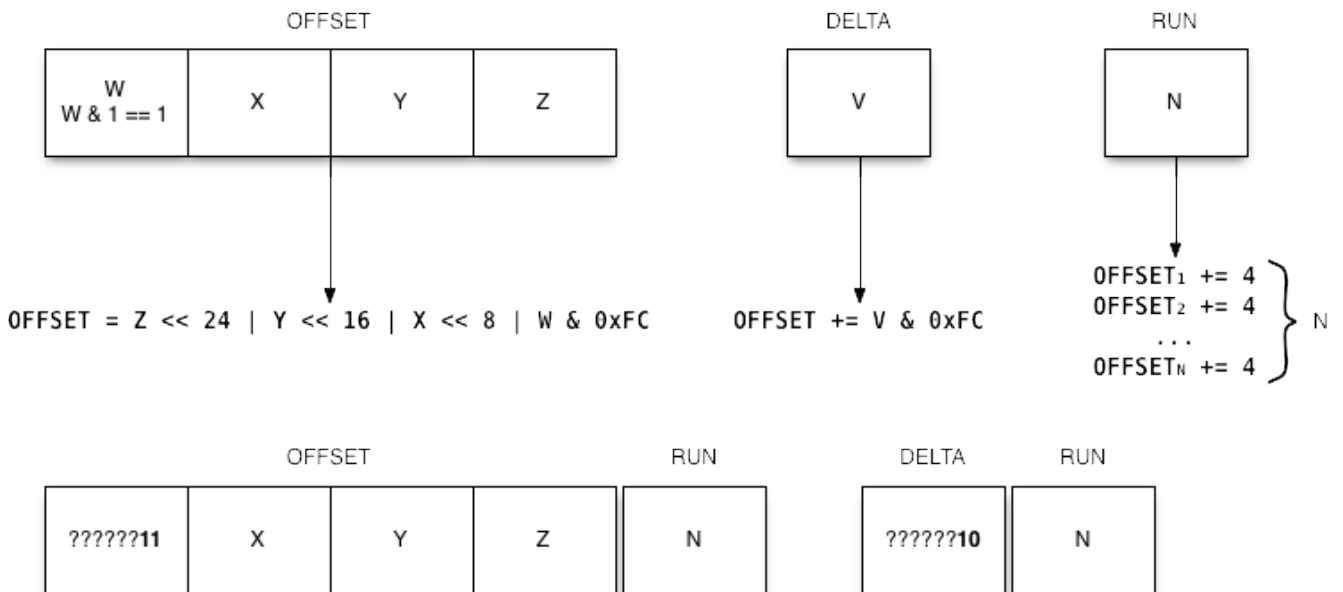 OFFSET DELTA RUN
W
W & 1 == 1
X Y Z V N
OFFSET = Z << 24 | Y << 16 | X << 8 | W & 0xFC
OFFSET += V & 0xFC
OFFSET₁ += 4
OFFSET₂ += 4
...
OFFSETN += 4
N
OFFSET RUN DELTA RUN
??????11 X Y Z N ??????10 N